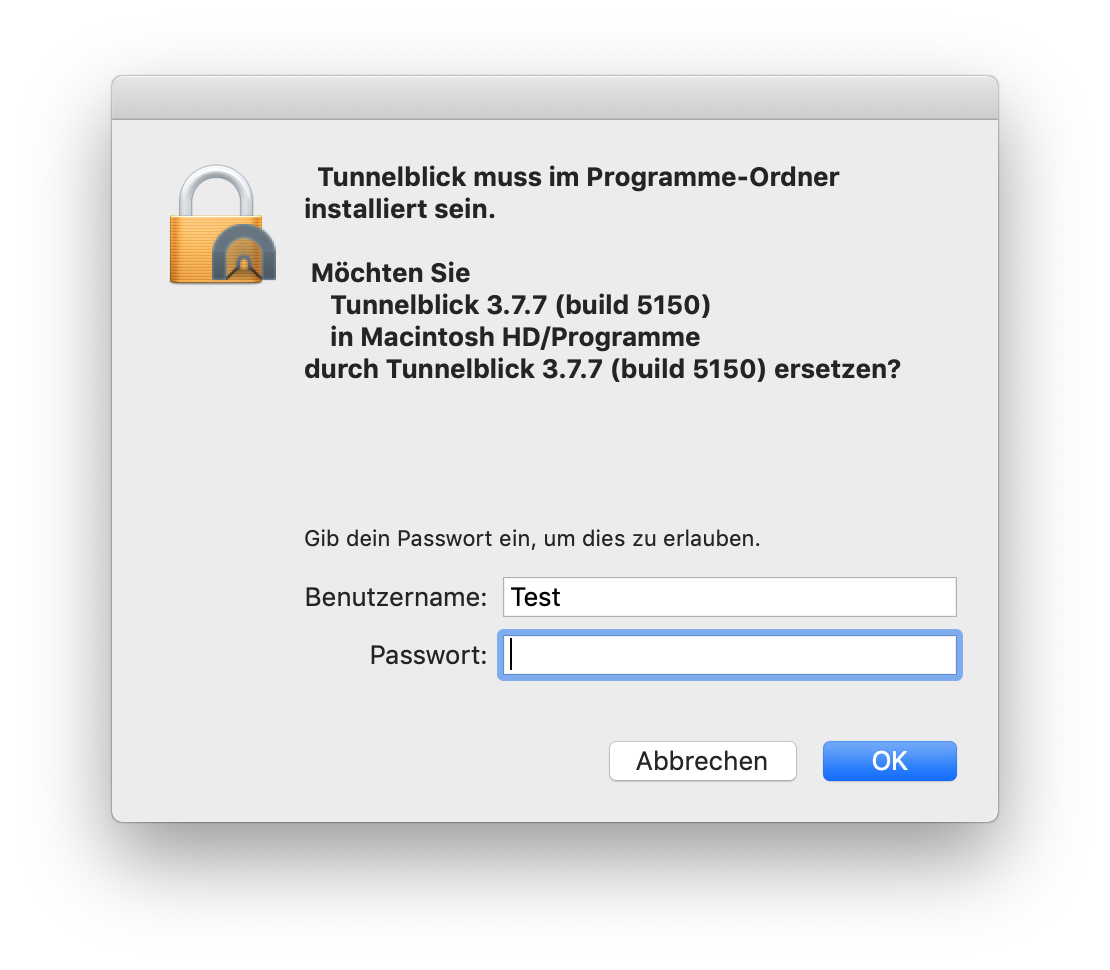 Tunnelblick muss im Programme-Ordner
installiert sein.
Möchten Sie
Tunnelblick 3.7.7 (build 5150)
in Macintosh HD/Programme
durch Tunnelblick 3.7.7 (build 5150) ersetzen?
Gib dein Passwort ein, um dies zu erlauben.
Benutzername: Test
Passwort:
Abbrechen OK